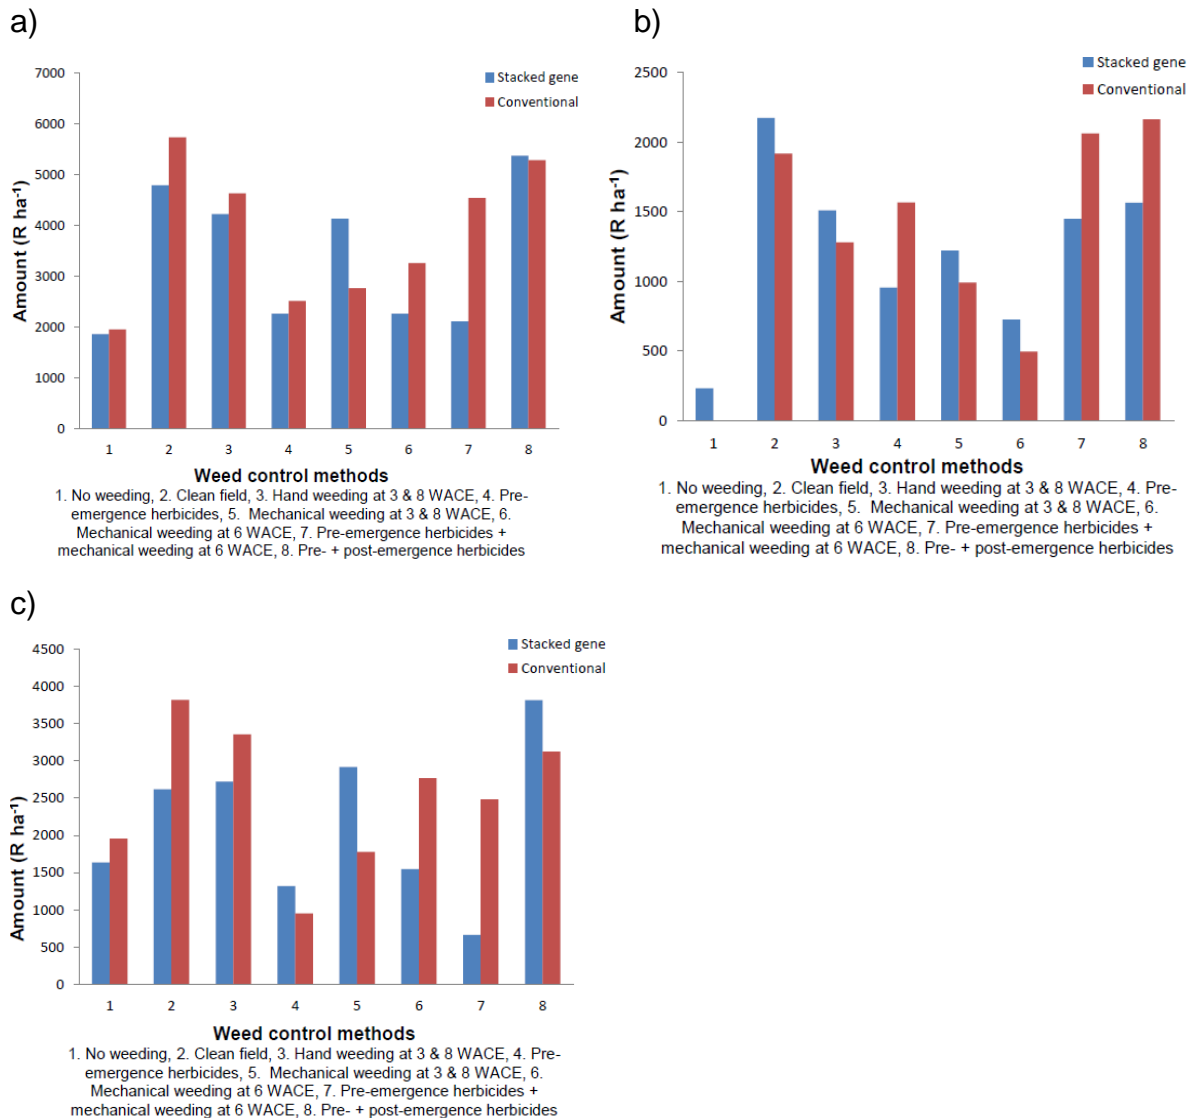 a)
7000
6000
5000
4000
3000
2000
1000
0
Amount (R ha-1)
Stacked gene
Conventional
1 2 3 4 5 6 7 8
Weed control methods
1. No weeding, 2. Clean field, 3. Hand weeding at 3 & 8 WACE, 4. Pre-
emergence herbicides, 5. Mechanical weeding at 3 & 8 WACE, 6.
Mechanical weeding at 6 WACE, 7. Pre-emergence herbicides +
mechanical weeding at 6 WACE, 8. Pre- + post-emergence herbicides
b)
2500
2000
1500
1000
500
0
Amount (R ha-1)
Stacked gene
Conventional
1 2 3 4 5 6 7 8
Weed control methods
1. No weeding, 2. Clean field, 3. Hand weeding at 3 & 8 WACE, 4. Pre-
emergence herbicides, 5. Mechanical weeding at 3 & 8 WACE, 6.
Mechanical weeding at 6 WACE, 7. Pre-emergence herbicides +
mechanical weeding at 6 WACE, 8. Pre- + post-emergence herbicides
c)
4500
4000
3500
3000
2500
2000
1500
1000
500
0
Amount (R ha-1)
Stacked gene
Conventional
1 2 3 4 5 6 7 8
Weed control methods
1. No weeding, 2. Clean field, 3. Hand weeding at 3 & 8 WACE, 4. Pre-
emergence herbicides, 5. Mechanical weeding at 3 & 8 WACE, 6.
Mechanical weeding at 6 WACE, 7. Pre-emergence herbicides +
mechanical weeding at 6 WACE, 8. Pre- + post-emergence herbicides